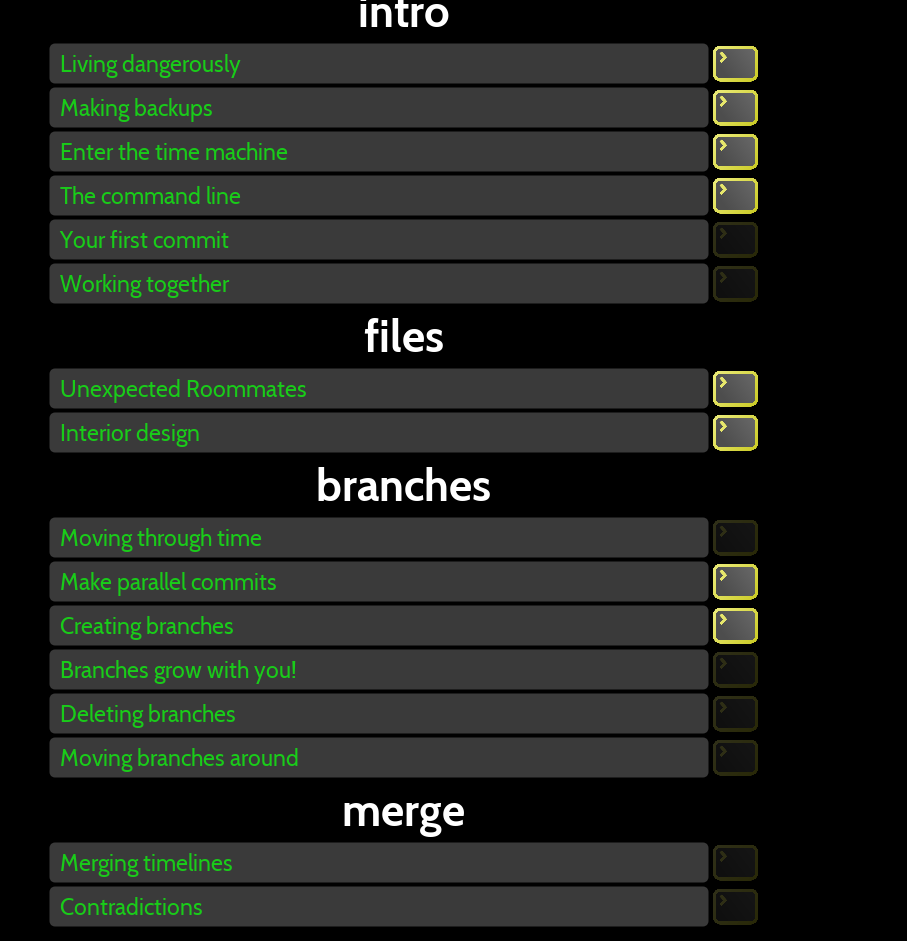 intro
Living dangerously
Making backups
Enter the time machine
The command line
Your first commit
Working together
files
Unexpected Roommates
Interior design
branches
Moving through time
Make parallel commits
Creating branches
Branches grow with you!
Deleting branches
Moving branches around
merge
Merging timelines
Contradictions